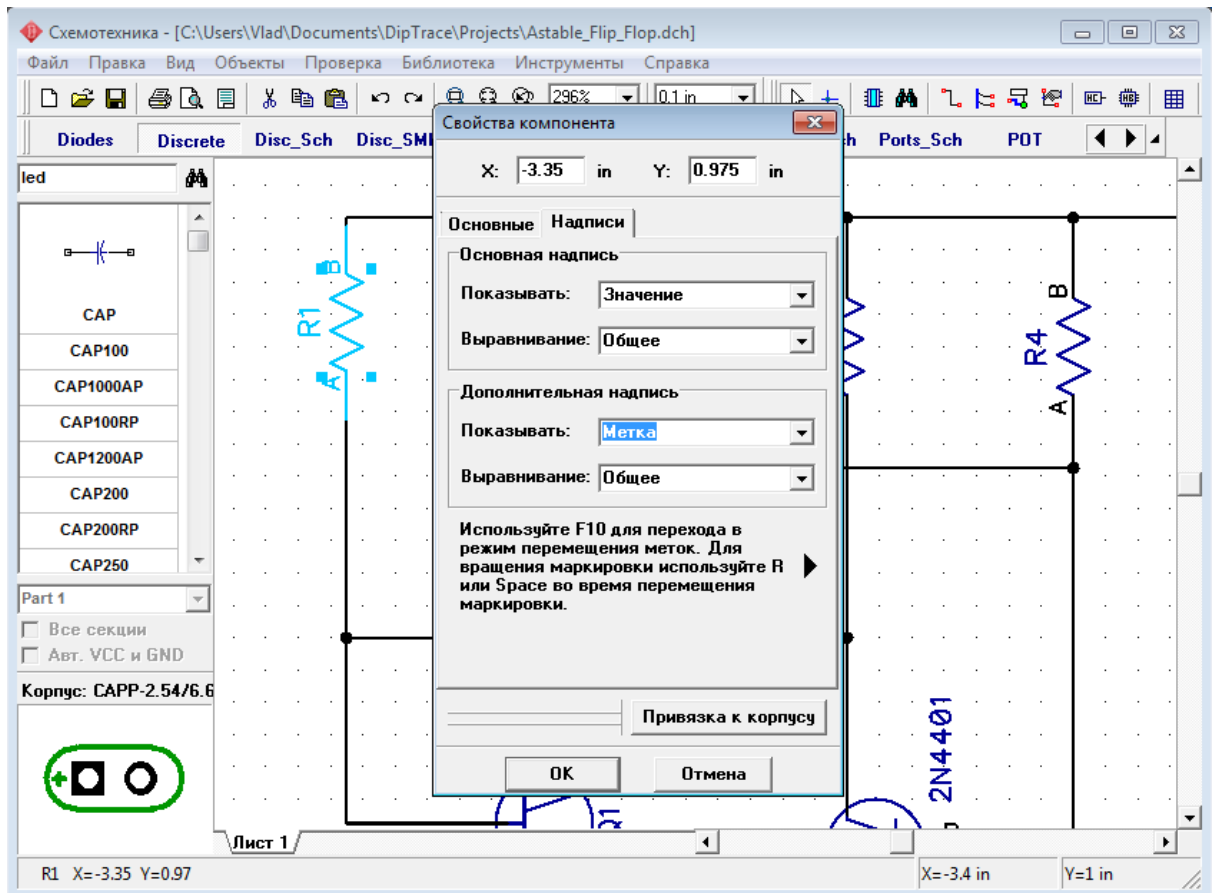 Схемотехника - [C:\Users\Vlad\Documents\DipTrace\Projects\Astable_Flip_Flop.dch]
Файл Правка Вид Объекты Проверка Библиотека Инструменты Справка
296% 0.1 in
Diodes Discrete Disc_Sch Ports_Sch POT
led
CAP
CAP100
CAP1000AP
CAP100RP
CAP1200AP
CAP200
CAP200RP
CAP250
Part 1
Все секции
Авт. VCC и GND
Корпус: CAPP-2.54/6.6
+
B
R1
A
Свойства компонента
X: -3.35 in Y: 0.975 in
Основные Надписи
Основная надпись
Показывать: Значение
Выравнивание: Общее
Дополнительная надпись
Показывать: Метка
Выравнивание: Общее
Используйте F10 для перехода в
режим перемещения меток. Для
вращения маркировки используйте R
или Space во время перемещения
маркировки.
Привязка к корпусу
OK Отмена
B
R4
A
2N4401
Q1
Лист 1
R1 X=-3.35 Y=0.97 X=-3.4 in Y=1 in